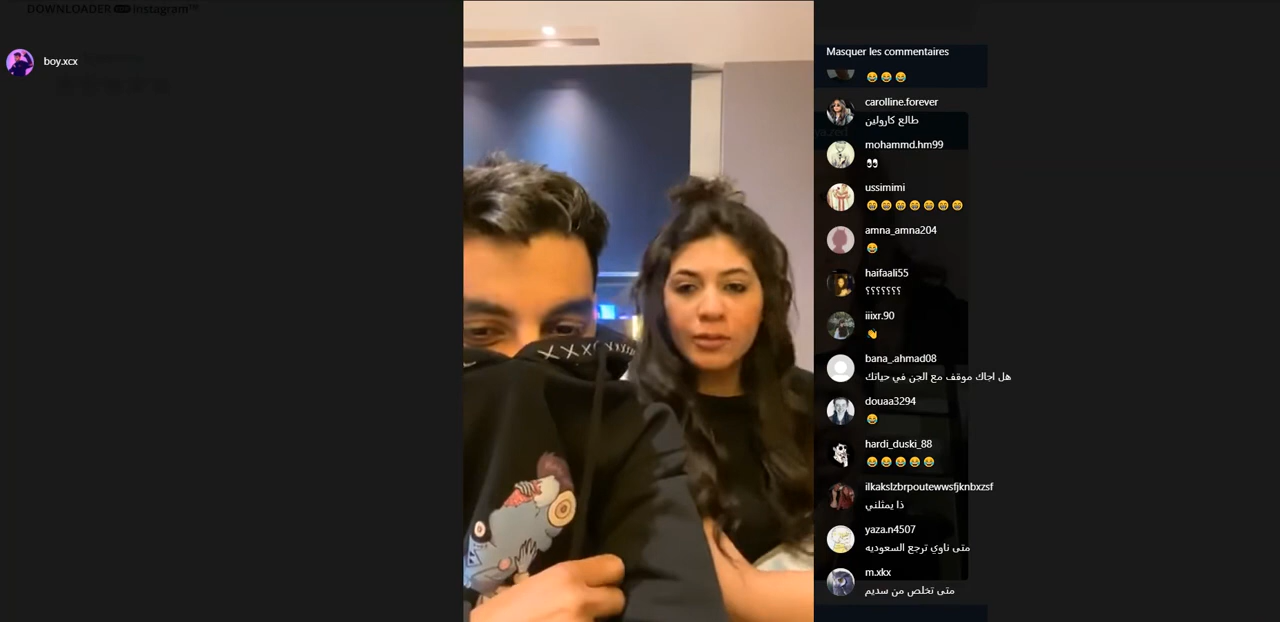 DOWNLOADER
instagram
boy.xcx
Masquer les commentaires
😂 😂 😂
carolline.forever
طالع كارولين
mohammd.hm99
👀
ussimimi
😂 😂 😂 😂 😂 😂 😂
amna_amna204
😂
haifaali55
؟؟؟؟؟؟؟
iiixr.90
👏
bana_.ahmad08
هل اجاك موقف مع الجن في حياتك
douaa3294
😂
hardi_duski_88
😂 😂 😂 😂 😂
ilkakslzbrpoutewwsfjknbxzsf
ذا يمثلني
yaza.n4507
متى ناوي ترجع السعوديه
m.xkx
متى تخلص من سديم